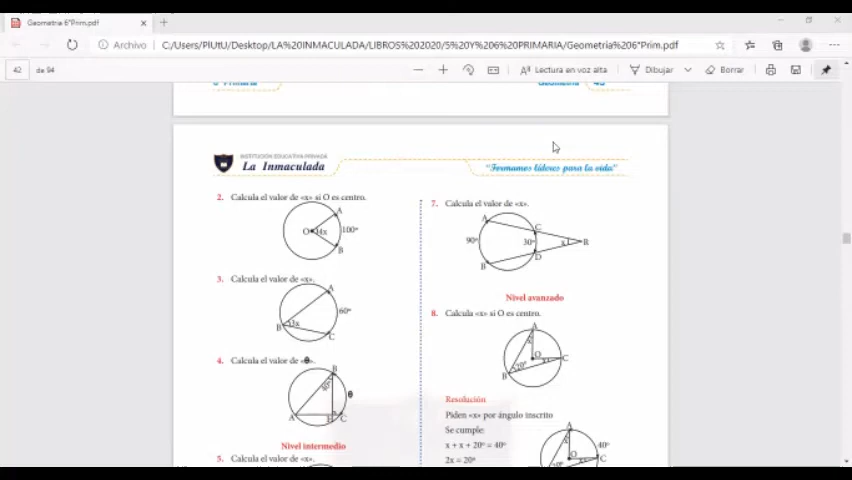 Geometria 6°Prim.pdf
Archivo
C:/Users/PIUtU/Desktop/LA%20INMACULADA/LIBROS%202020/5%20Y%206%20PRIMARIA/Geometria%206°Prim.pdf
42 de 94
Lectura en voz alta
Dibujar
Borrar
INSTITUCIÓN EDUCATIVA PRIVADA
La Inmaculada
"Formamos líderes para la vida"
2. Calcula el valor de «x» si O es centro.
A
O 4x 100°
B
3. Calcula el valor de «x».
A
60°
B 3x
C
4. Calcula el valor de «θ».
B
40°
θ
A H C
Nivel intermedio
5. Calcula el valor de «x».
7. Calcula el valor de «x».
A
C
90° 30° x R
D
B
Nivel avanzado
8. Calcula «x» si O es centro.
A
x
O
C
20° x
B
Resolución
Piden «x» por ángulo inscrito
Se cumple:
x + x + 20° = 40°
2x = 20°
A
x
40°
O
C